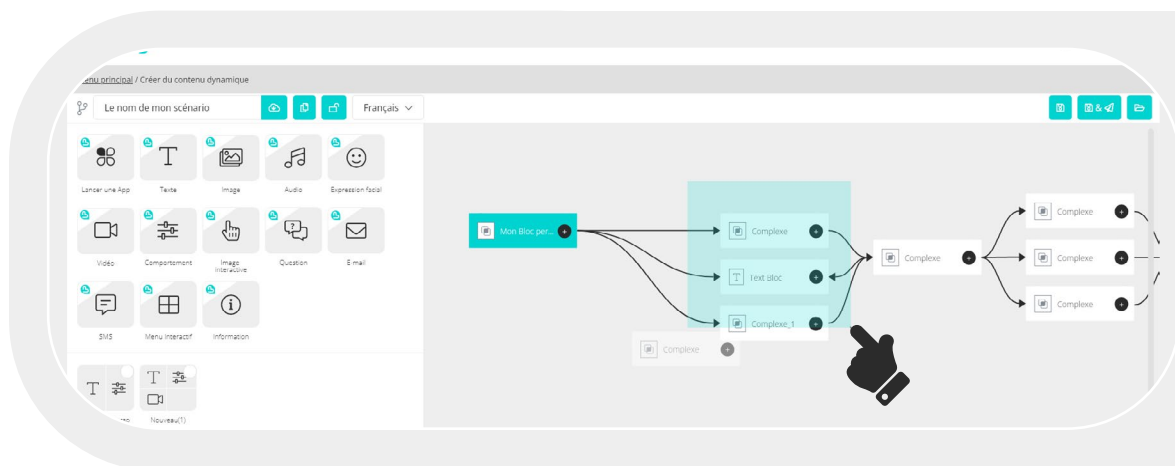 enu principal / Créer du contenu dynamique
Le nom de mon scénario
Français
&
Lancer une App
Texte
Image
Audio
Expression facial
Vidéo
Comportement
Image
interactive
Question
E-mail
SMS
Menu Interactif
Information
Nouveau(1)
Mon Bloc per...
Complexe
Text Bloc
Complexe_1
Complexe
Complexe
Complexe
Complexe
Complexe